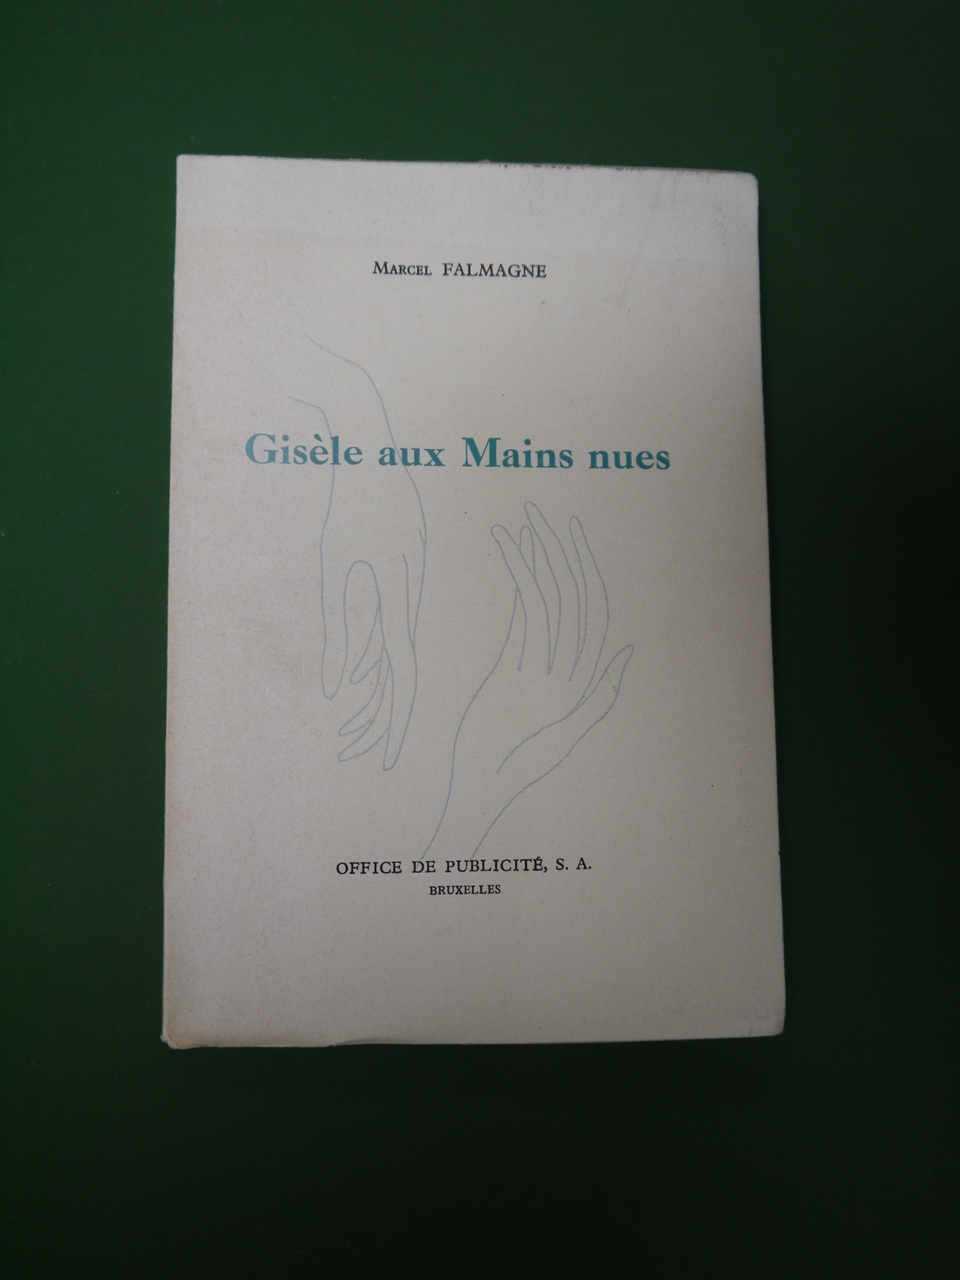 Marcel FALMAGNE
Gisèle aux Mains nues
OFFICE DE PUBLICITÉ, S. A.
BRUXELLES